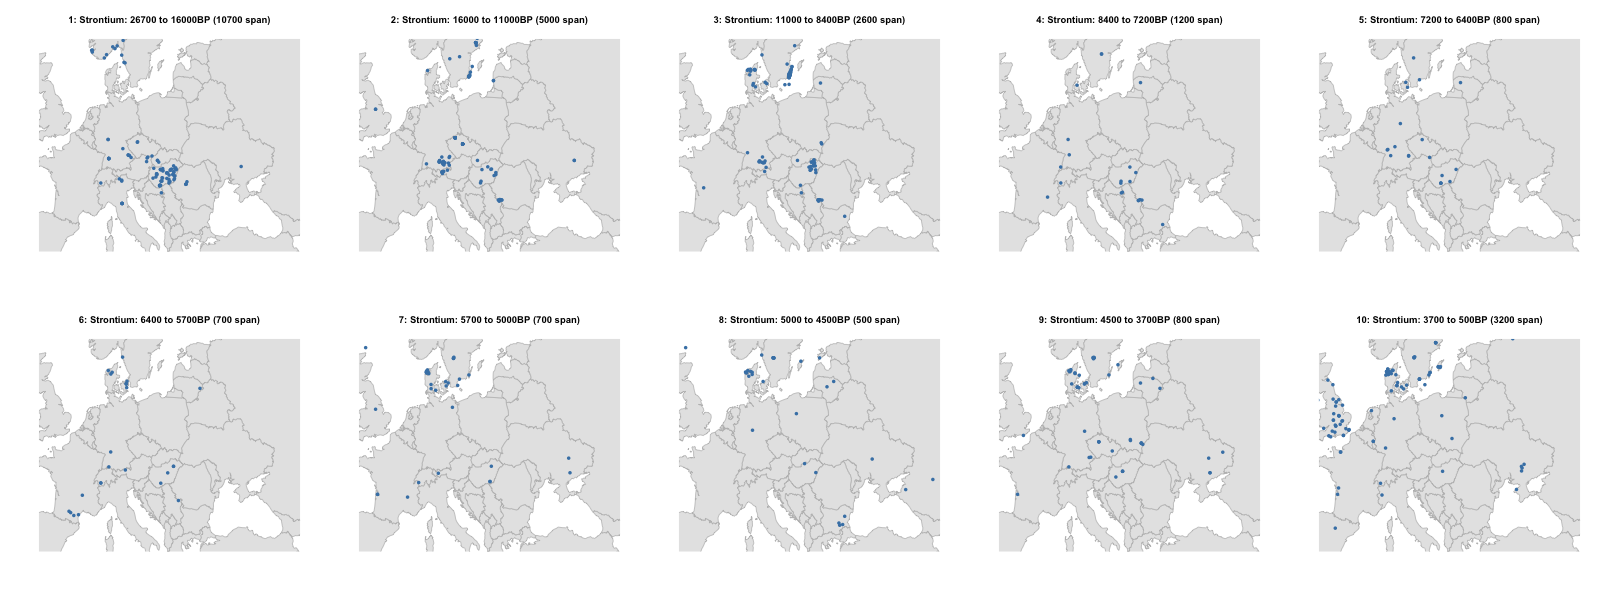 1: Strontium: 26700 to 16000BP (10700 span)
2: Strontium: 16000 to 11000BP (5000 span)
3: Strontium: 11000 to 8400BP (2600 span)
4: Strontium: 8400 to 7200BP (1200 span)
5: Strontium: 7200 to 6400BP (800 span)
6: Strontium: 6400 to 5700BP (700 span)
7: Strontium: 5700 to 5000BP (700 span)
8: Strontium: 5000 to 4500BP (500 span)
9: Strontium: 4500 to 3700BP (800 span)
10: Strontium: 3700 to 500BP (3200 span)